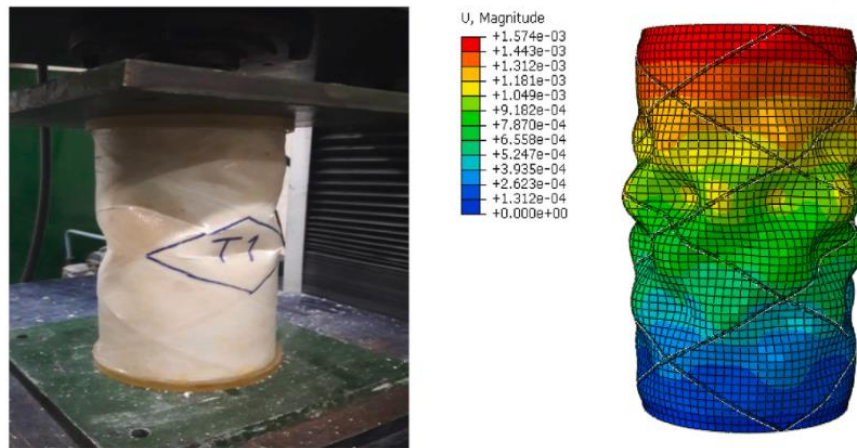 T1
U, Magnitude
+1.574e-03
+1.443e-03
+1.312e-03
+1.181e-03
+1.049e-03
+9.182e-04
+7.870e-04
+6.558e-04
+5.247e-04
+3.935e-04
+2.623e-04
+1.312e-04
+0.000e+00